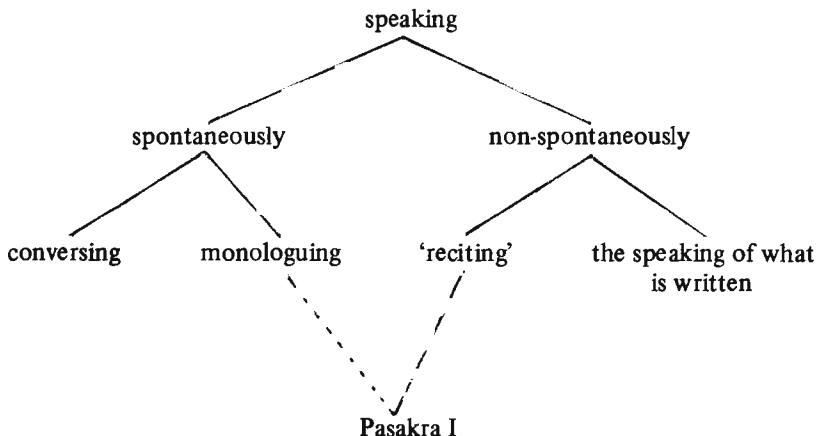 speaking
spontaneously
non-spontaneously
conversing
monologuing
‘reciting’
the speaking of what
is written
Pasakra I